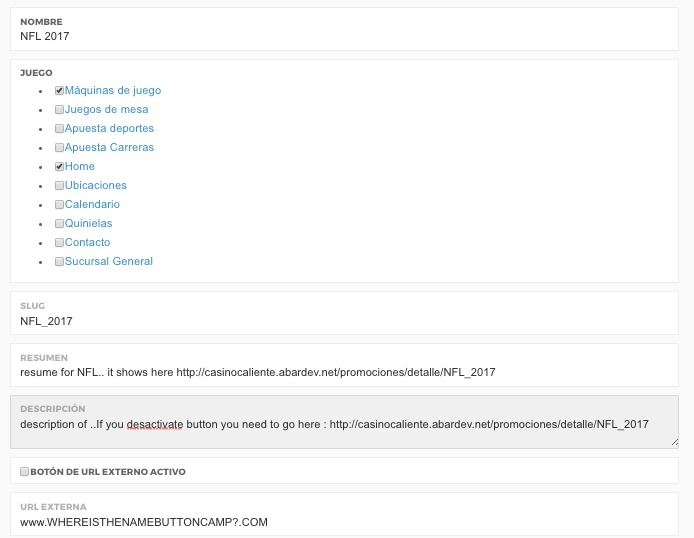 NOMBRE
NFL 2017
JUEGO
Máquinas de juego
Juegos de mesa
Apuesta deportes
Apuesta Carreras
Home
Ubicaciones
Calendario
Quinielas
Contacto
Sucursal General
SLUG
NFL_2017
RESUMEN
resume for NFL.. it shows here http://casinocaliente.abardev.net/promociones/detalle/NFL_2017
DESCRIPCIÓN
description of ..If you desactivate button you need to go here : http://casinocaliente.abardev.net/promociones/detalle/NFL_2017
BOTÓN DE URL EXTERNO ACTIVO
URL EXTERNA
www.WHEREISTHENAMEBUTTONCAMP?.COM